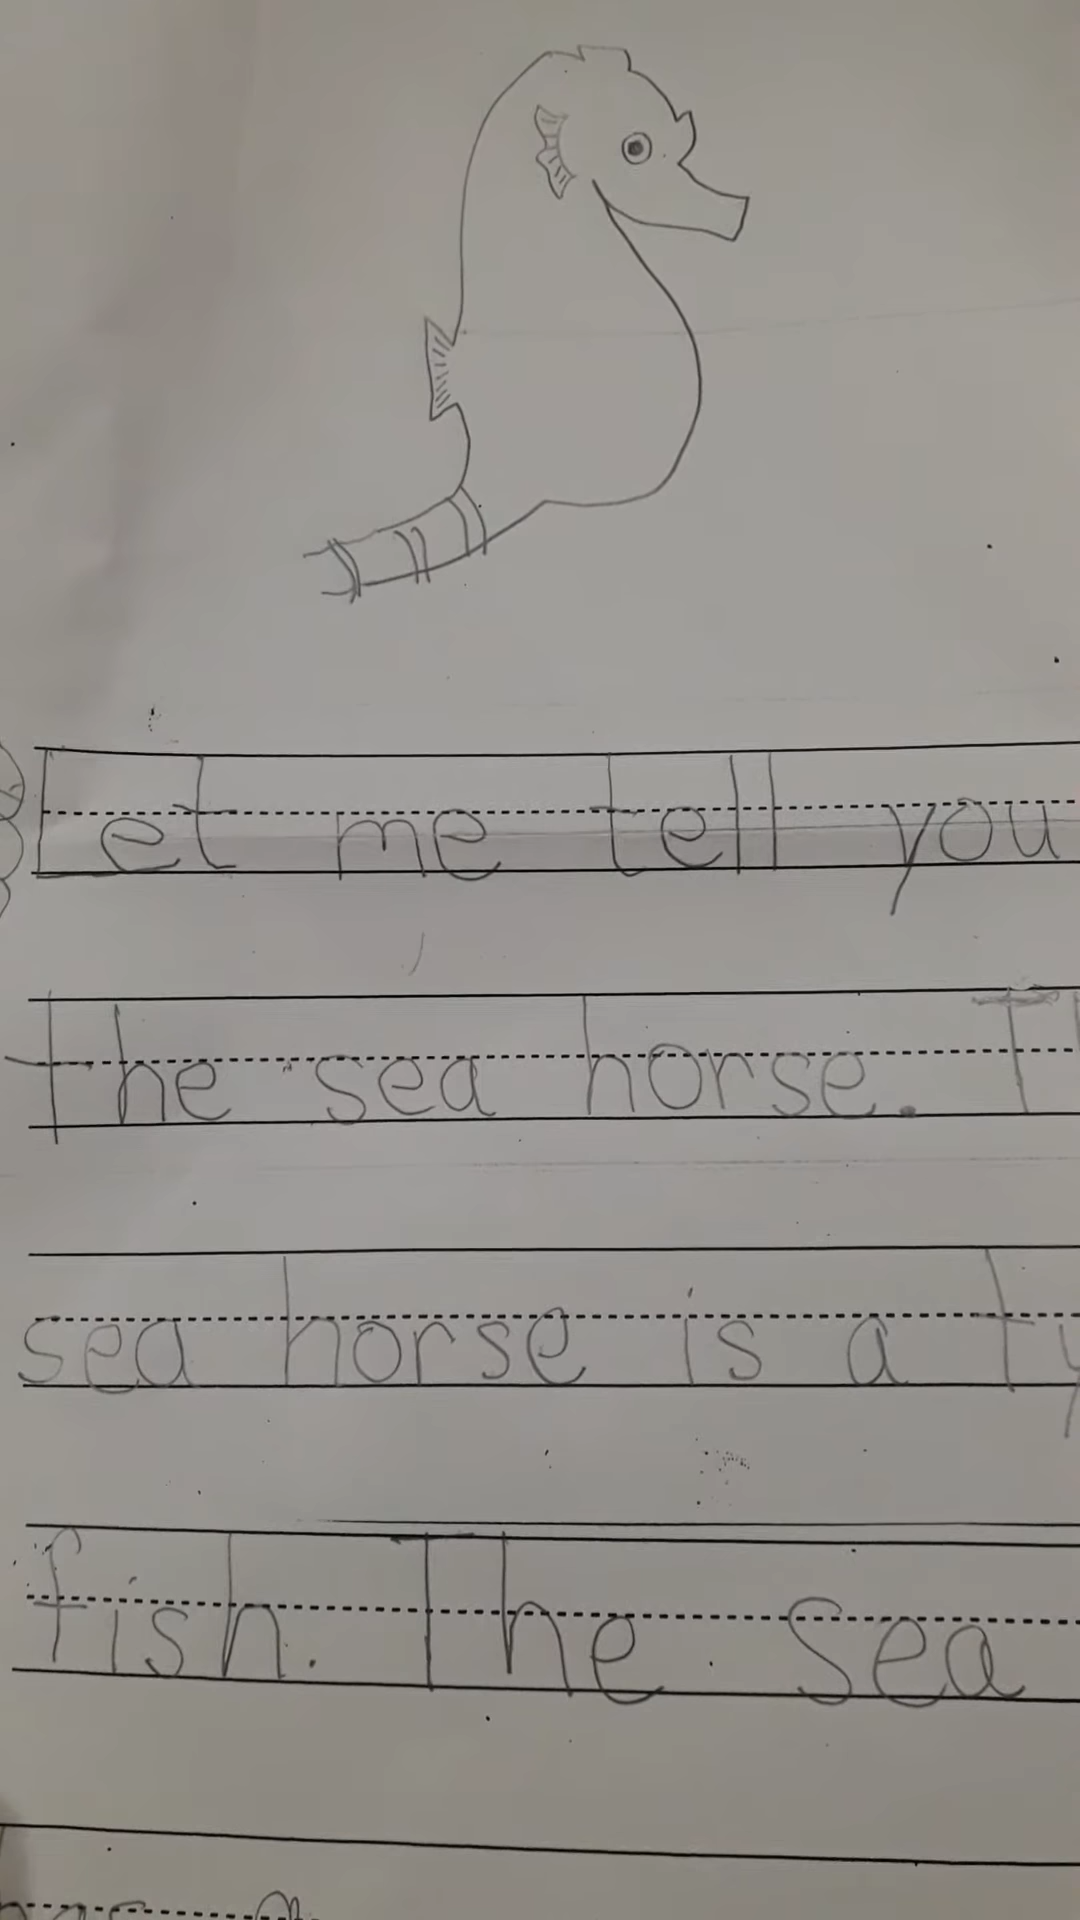 Let me tell you
the sea horse.
sea horse is a
fish. The sea